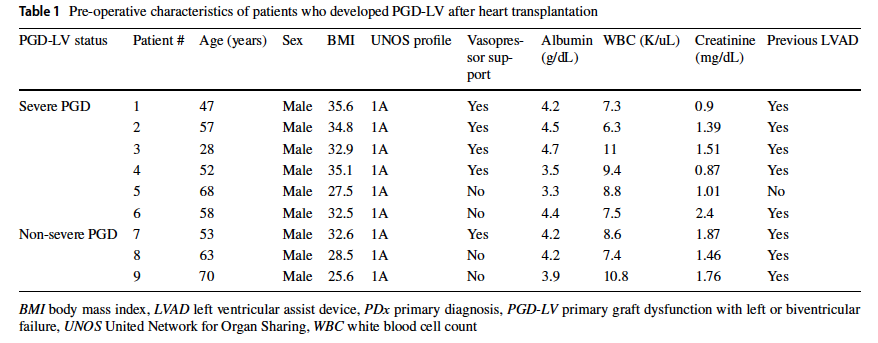 Table 1 Pre-operative characteristics of patients who developed PGD-LV after heart transplantation
PGD-LV status Patient # Age (years) Sex BMI UNOS profile Vasopres- Albumin WBC (K/uL) Creatinine Previous LVAD
sor sup- (g/dL) (mg/dL)
port
Severe PGD 1 47 Male 35.6 1A Yes 4.2 7.3 0.9 Yes
2 57 Male 34.8 1A Yes 4.5 6.3 1.39 Yes
3 28 Male 32.9 1A Yes 4.7 11 1.51 Yes
4 52 Male 35.1 1A Yes 3.5 9.4 0.87 Yes
5 68 Male 27.5 1A No 3.3 8.8 1.01 No
6 58 Male 32.5 1A No 4.4 7.5 2.4 Yes
Non-severe PGD 7 53 Male 32.6 1A Yes 4.2 8.6 1.87 Yes
8 63 Male 28.5 1A No 4.2 7.4 1.46 Yes
9 70 Male 25.6 1A No 3.9 10.8 1.76 Yes
BMI body mass index, LVAD left ventricular assist device, PDx primary diagnosis, PGD-LV primary graft dysfunction with left or biventricular
failure, UNOS United Network for Organ Sharing, WBC white blood cell count